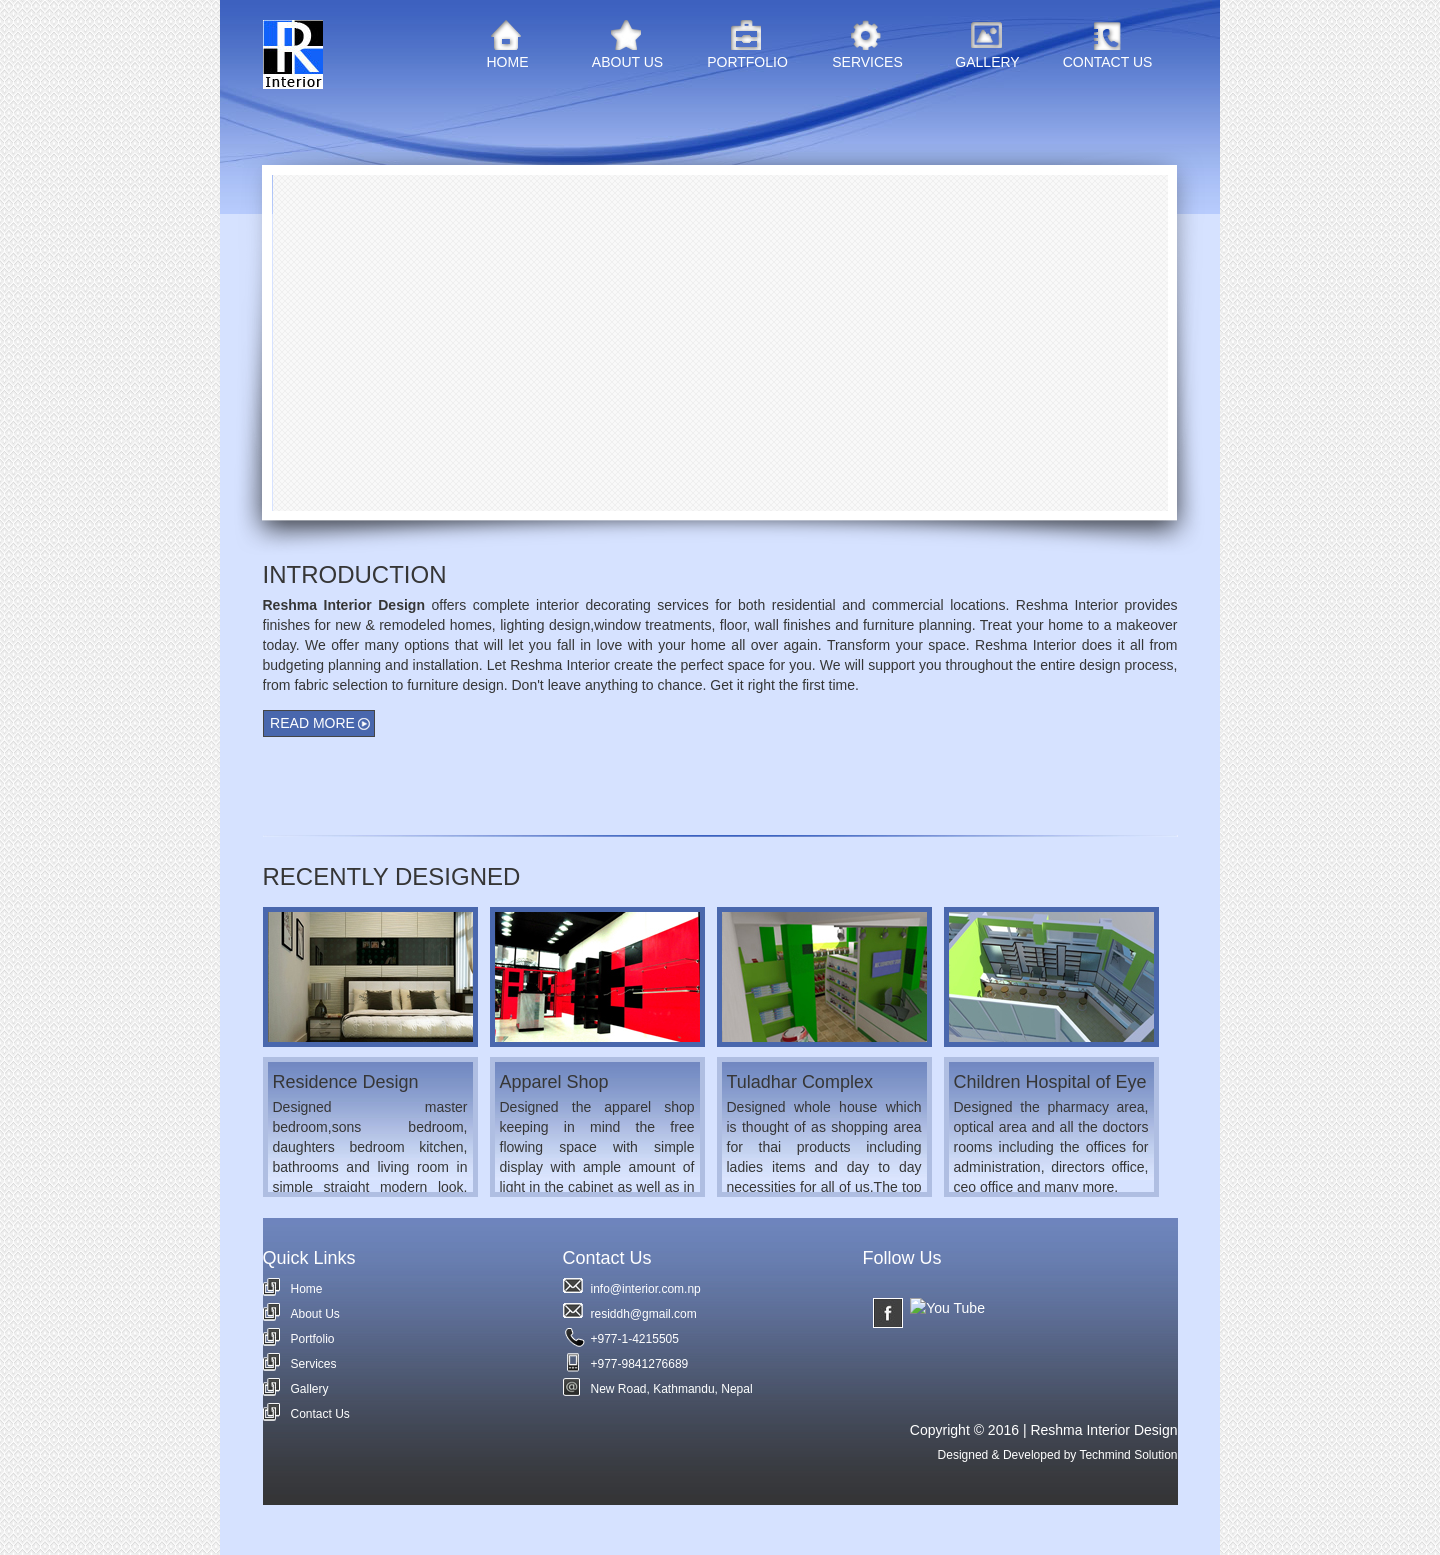 R
Interior
HOME
ABOUT US
PORTFOLIO
SERVICES
GALLERY
CONTACT US
INTRODUCTION
Reshma Interior Design offers complete interior decorating services for both residential and commercial locations. Reshma Interior provides
finishes for new & remodeled homes, lighting design,window treatments, floor, wall finishes and furniture planning. Treat your home to a makeover
today. We offer many options that will let you fall in love with your home all over again. Transform your space. Reshma Interior does it all from
budgeting planning and installation. Let Reshma Interior create the perfect space for you. We will support you throughout the entire design process,
from fabric selection to furniture design. Don't leave anything to chance. Get it right the first time.
READ MORE
RECENTLY DESIGNED
Residence Design
Designed master
bedroom,sons bedroom,
daughters bedroom kitchen,
bathrooms and living room in
simple straight modern look.
Apparel Shop
Designed the apparel shop
keeping in mind the free
flowing space with simple
display with ample amount of
light in the cabinet as well as in
Tuladhar Complex
Designed whole house which
is thought of as shopping area
for thai products including
ladies items and day to day
necessities for all of us.The top
Children Hospital of Eye
Designed the pharmacy area,
optical area and all the doctors
rooms including the offices for
administration, directors office,
ceo office and many more.
Quick Links
Home
About Us
Portfolio
Services
Gallery
Contact Us
Contact Us
info@interior.com.np
residdh@gmail.com
+977-1-4215505
+977-9841276689
New Road, Kathmandu, Nepal
Follow Us
You Tube
Copyright © 2016 | Reshma Interior Design
Designed & Developed by Techmind Solution